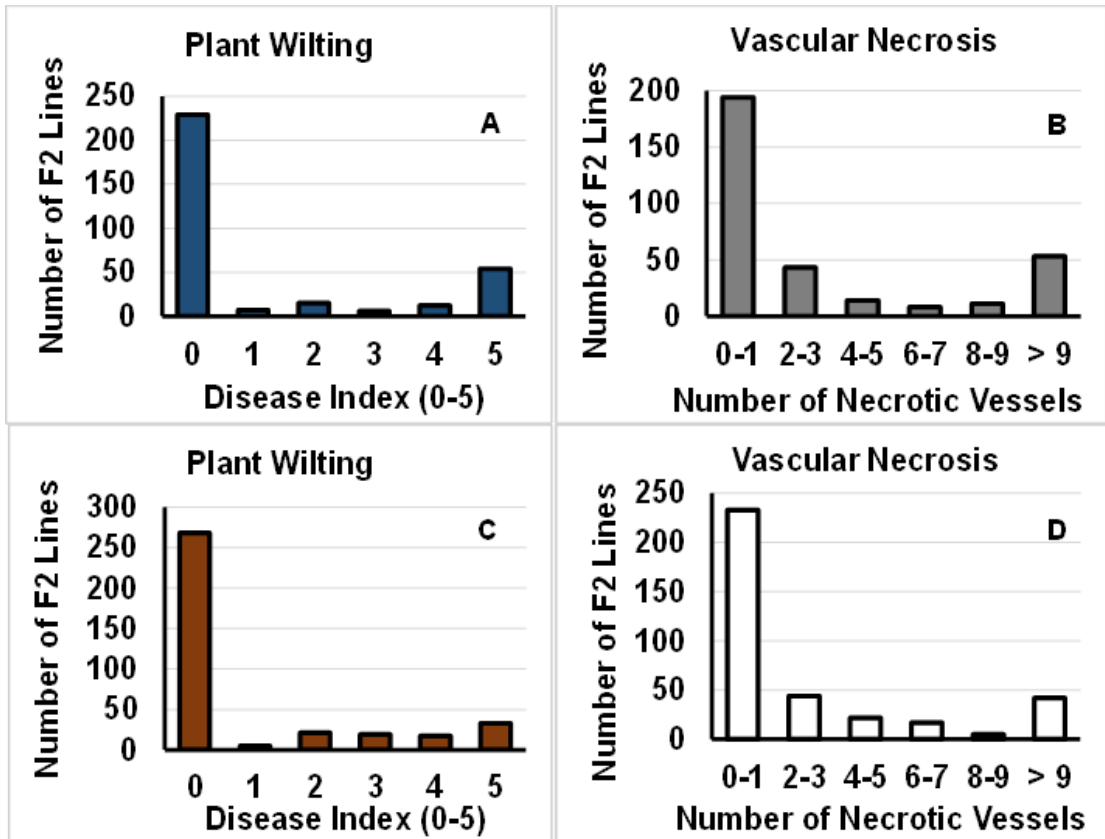 Plant Wilting
A
Number of F2 Lines
250
200
150
100
50
0
0 1 2 3 4 5
Disease Index (0-5)
Vascular Necrosis
B
Number of F2 Lines
200
150
100
50
0
0-1 2-3 4-5 6-7 8-9 > 9
Number of Necrotic Vessels
Plant Wilting
C
Number of F2 Lines
300
250
200
150
100
50
0
0 1 2 3 4 5
Disease Index (0-5)
Vascular Necrosis
D
Number of F2 Lines
250
200
150
100
50
0
0-1 2-3 4-5 6-7 8-9 > 9
Number of Necrotic Vessels